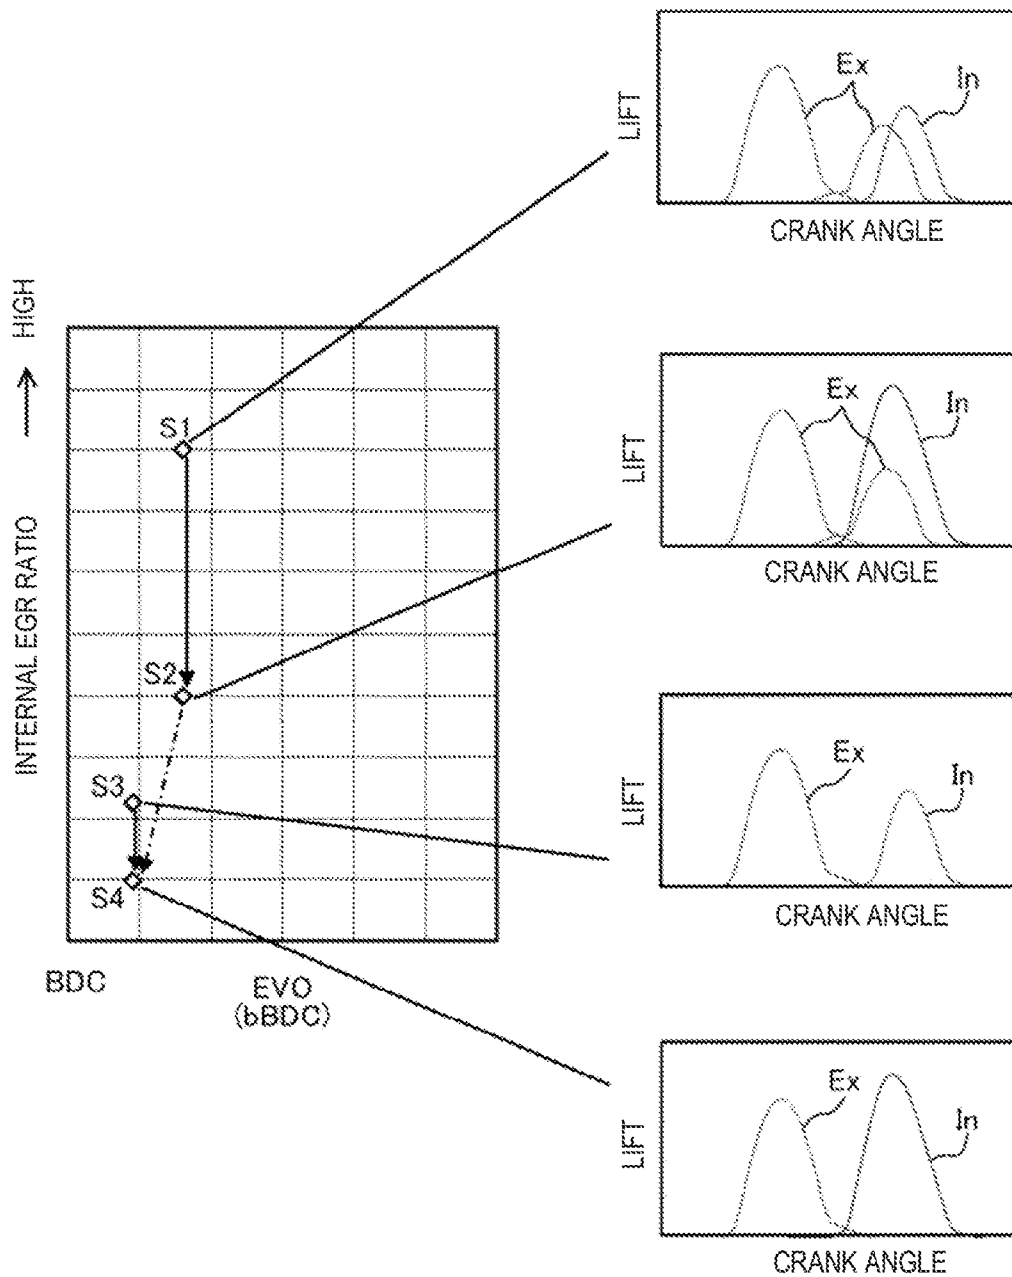 INTERNAL EGR RATIO → HIGH
S1
S2
S3
S4
BDC
EVO
(bBDC)
LIFT
Ex
In
CRANK ANGLE
LIFT
Ex
In
CRANK ANGLE
LIFT
Ex
In
CRANK ANGLE
LIFT
Ex
In
CRANK ANGLE